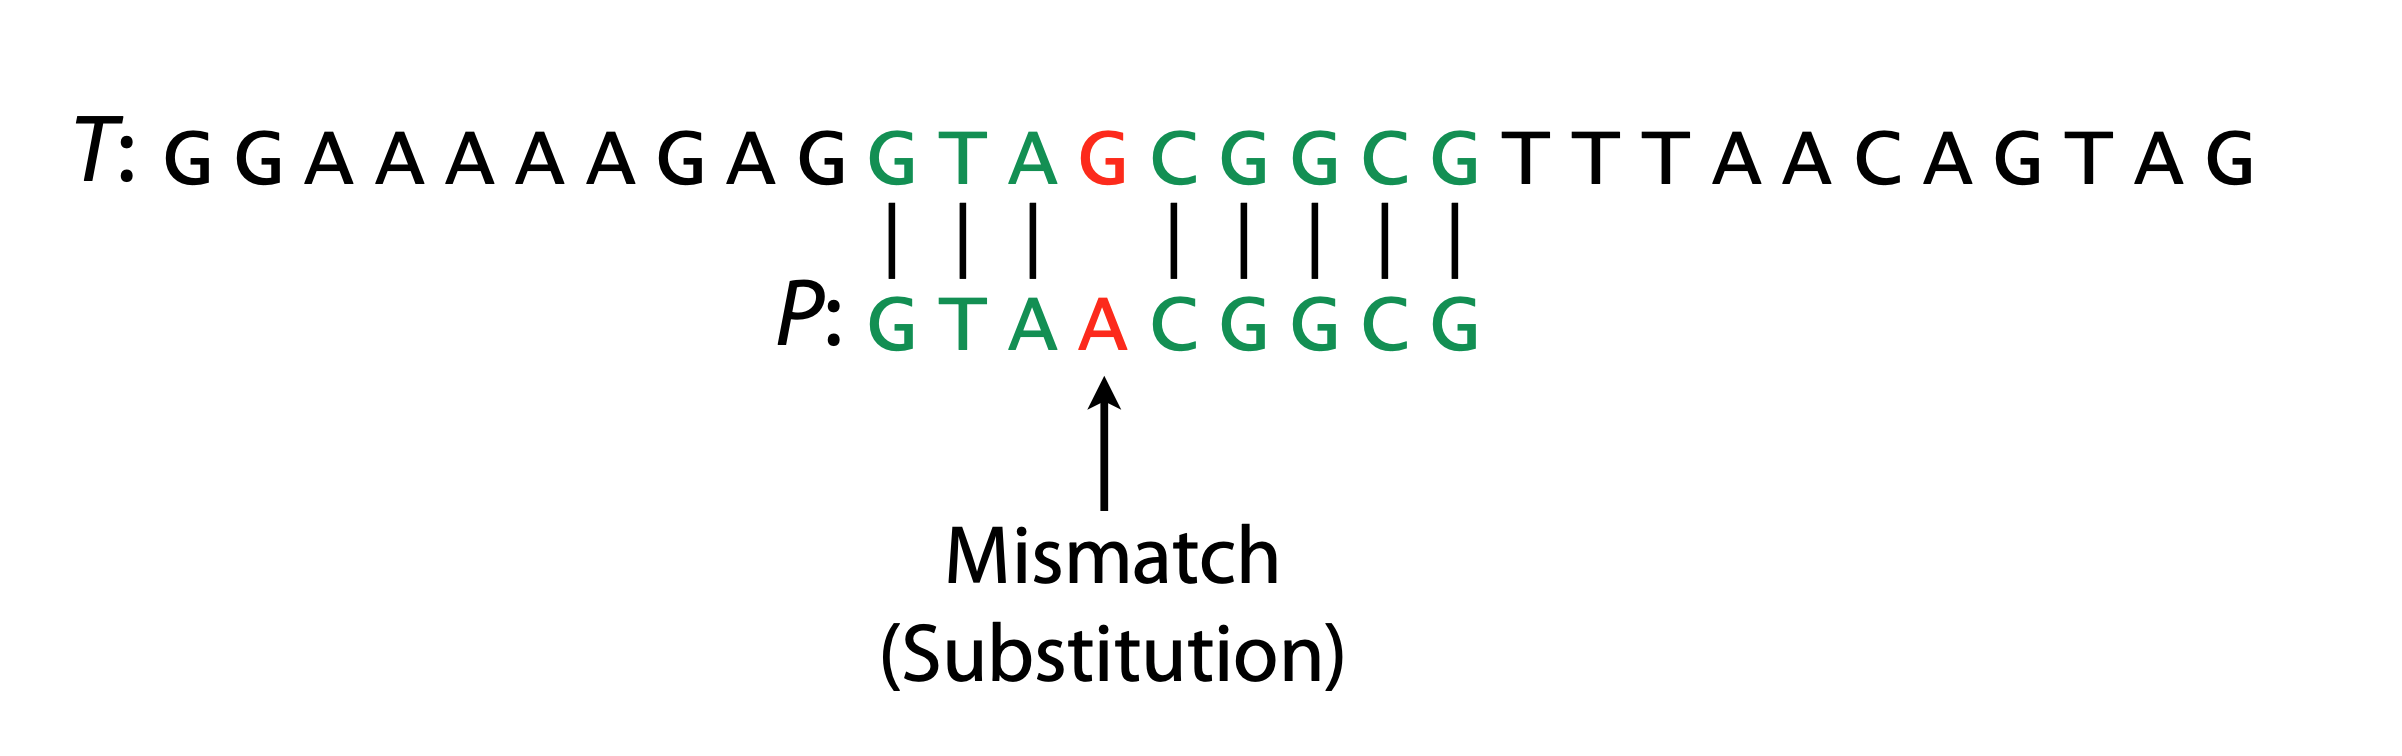 T: G G A A A A A G A G G T A G C G G C G T T T A A C A G T A G
P: G T A A C G G C G
Mismatch
(Substitution)